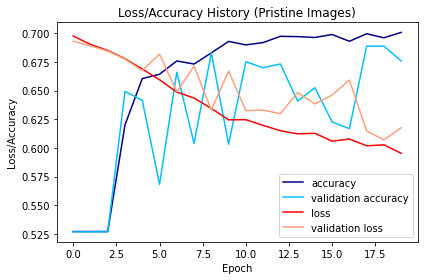 Loss/Accuracy History (Pristine Images)
Loss/Accuracy
0.700
0.675
0.650
0.625
0.600
0.575
0.550
0.525
accuracy
validation accuracy
loss
validation loss
0.0 2.5 5.0 7.5 10.0 12.5 15.0 17.5
Epoch